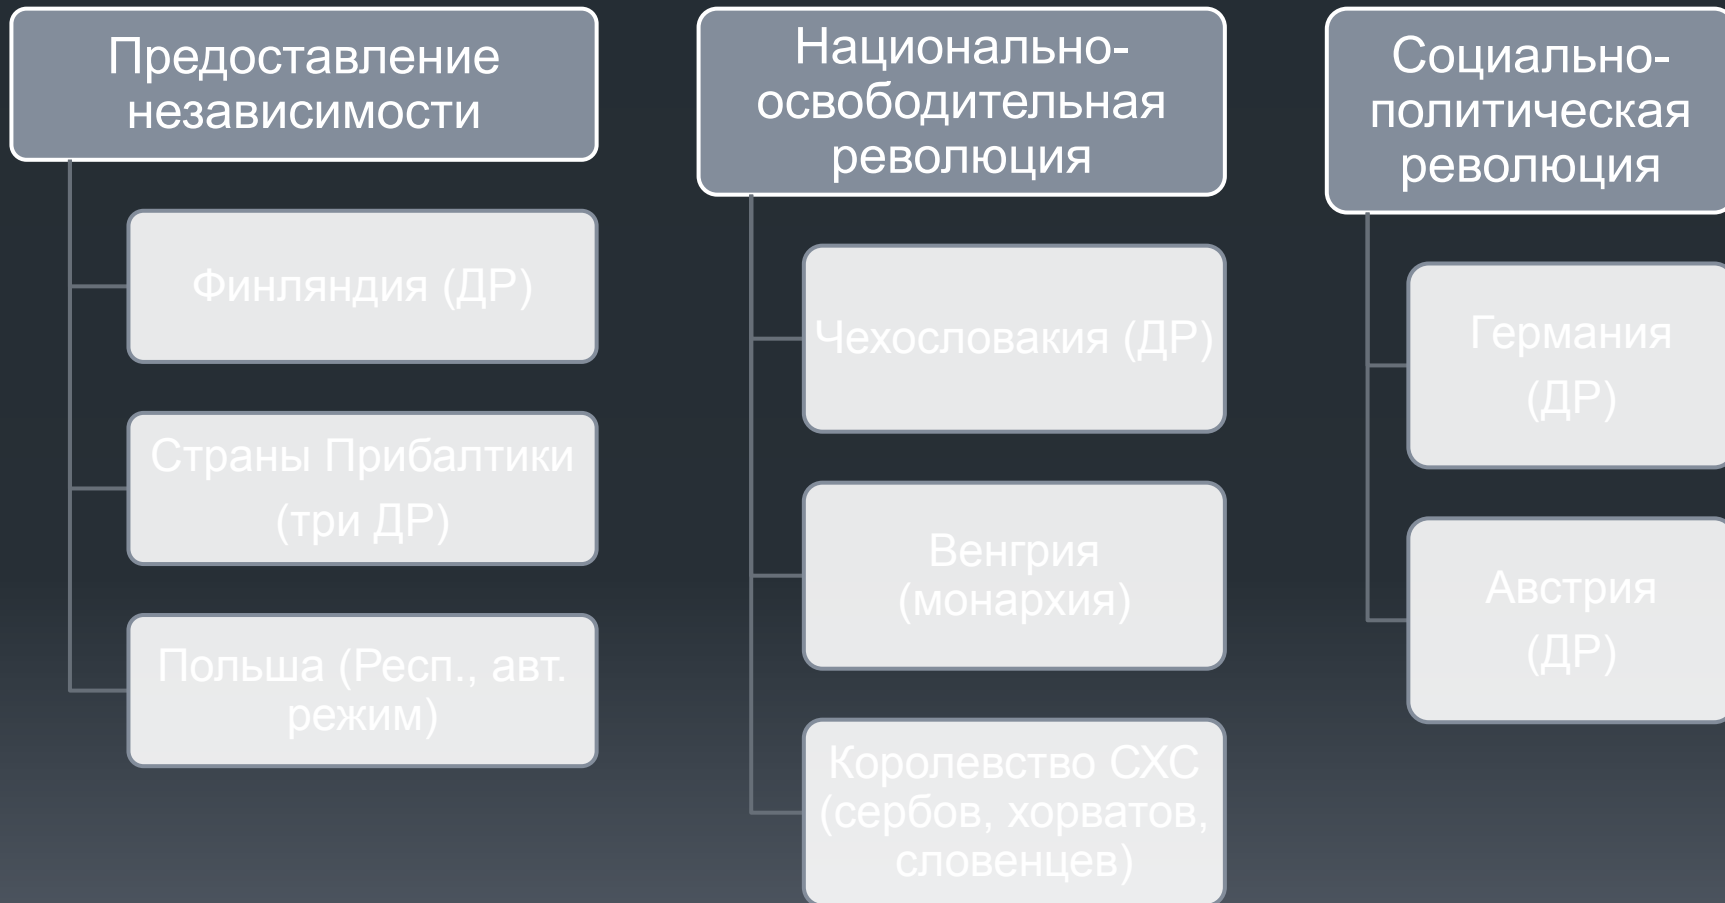 Предоставление
независимости
Финляндия (ДР)
Страны Прибалтики
(три ДР)
Польша (Респ., авт.
режим)
Национально-
освободительная
революция
Чехословакия (ДР)
Венгрия
(монархия)
Королевство СХС
(сербов, хорватов,
словенцев)
Социально-
политическая
революция
Германия
(ДР)
Австрия
(ДР)